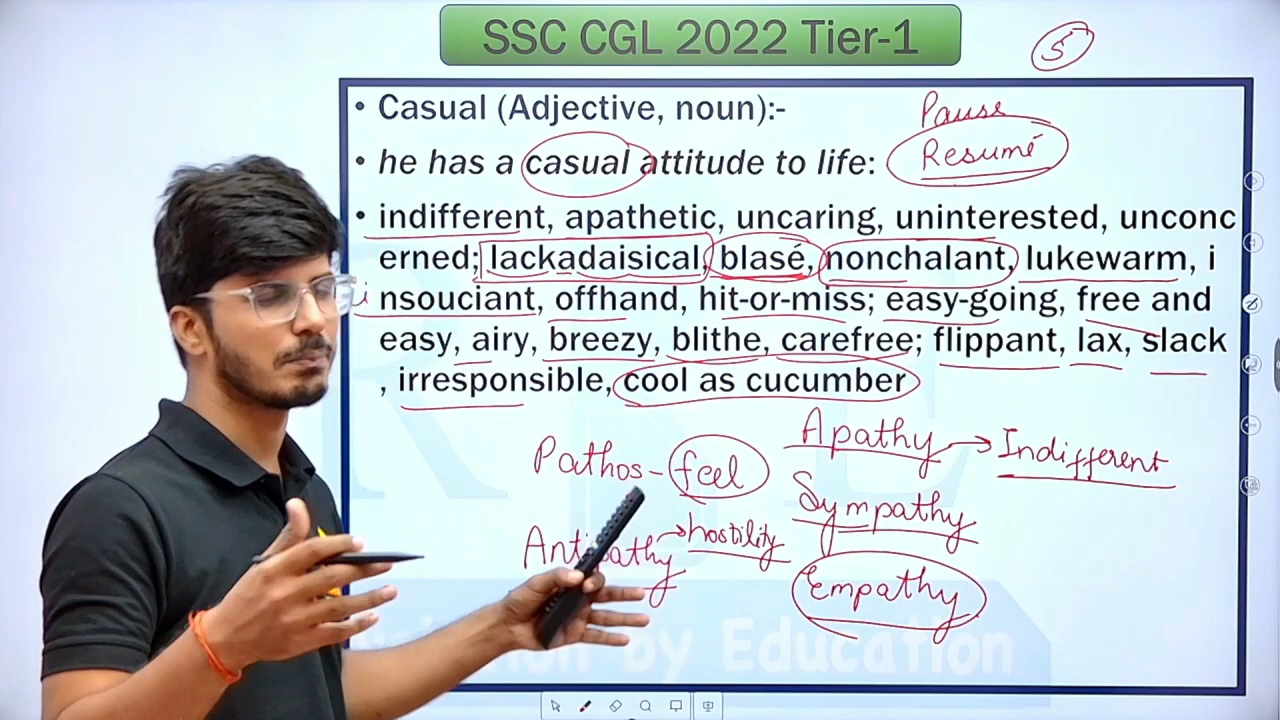 SSC CGL 2022 Tier-1
5
• Casual (Adjective, noun):-
Pause
• he has a casual attitude to life:
Resumé
• indifferent, apathetic, uncaring, uninterested, unconc
erned; lackadaisical, blasé, nonchalant, lukewarm, i
i nsouciant, offhand, hit-or-miss; easy-going, free and
easy, airy, breezy, blithe, carefree; flippant, lax, slack
, irresponsible, cool as cucumber
Apathy → Indifferent
Pathos - feel
Sympathy
Antipathy → hostility
Empathy
by Education